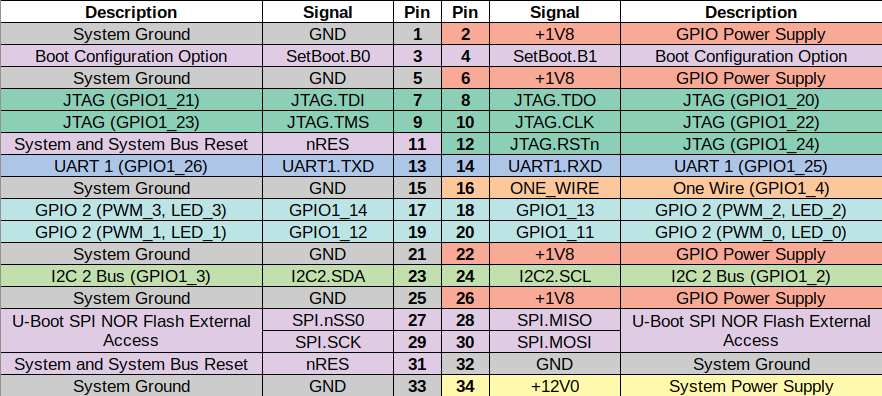 Description Signal Pin Pin Signal Description
System Ground GND 1 2 +1V8 GPIO Power Supply
Boot Configuration Option SetBoot.B0 3 4 SetBoot.B1 Boot Configuration Option
System Ground GND 5 6 +1V8 GPIO Power Supply
JTAG (GPIO1_21) JTAG.TDI 7 8 JTAG.TDO JTAG (GPIO1_20)
JTAG (GPIO1_23) JTAG.TMS 9 10 JTAG.CLK JTAG (GPIO1_22)
System and System Bus Reset nRES 11 12 JTAG.RSTn JTAG (GPIO1_24)
UART 1 (GPIO1_26) UART1.TXD 13 14 UART1.RXD UART 1 (GPIO1_25)
System Ground GND 15 16 ONE_WIRE One Wire (GPIO1_4)
GPIO 2 (PWM_3, LED_3) GPIO1_14 17 18 GPIO1_13 GPIO 2 (PWM_2, LED_2)
GPIO 2 (PWM_1, LED_1) GPIO1_12 19 20 GPIO1_11 GPIO 2 (PWM_0, LED_0)
System Ground GND 21 22 +1V8 GPIO Power Supply
I2C 2 Bus (GPIO1_3) I2C2.SDA 23 24 I2C2.SCL I2C 2 Bus (GPIO1_2)
System Ground GND 25 26 +1V8 GPIO Power Supply
U-Boot SPI NOR Flash External SPI.nSS0 27 28 SPI.MISO U-Boot SPI NOR Flash External
Access SPI.SCK 29 30 SPI.MOSI Access
System and System Bus Reset nRES 31 32 GND System Ground
System Ground GND 33 34 +12V0 System Power Supply